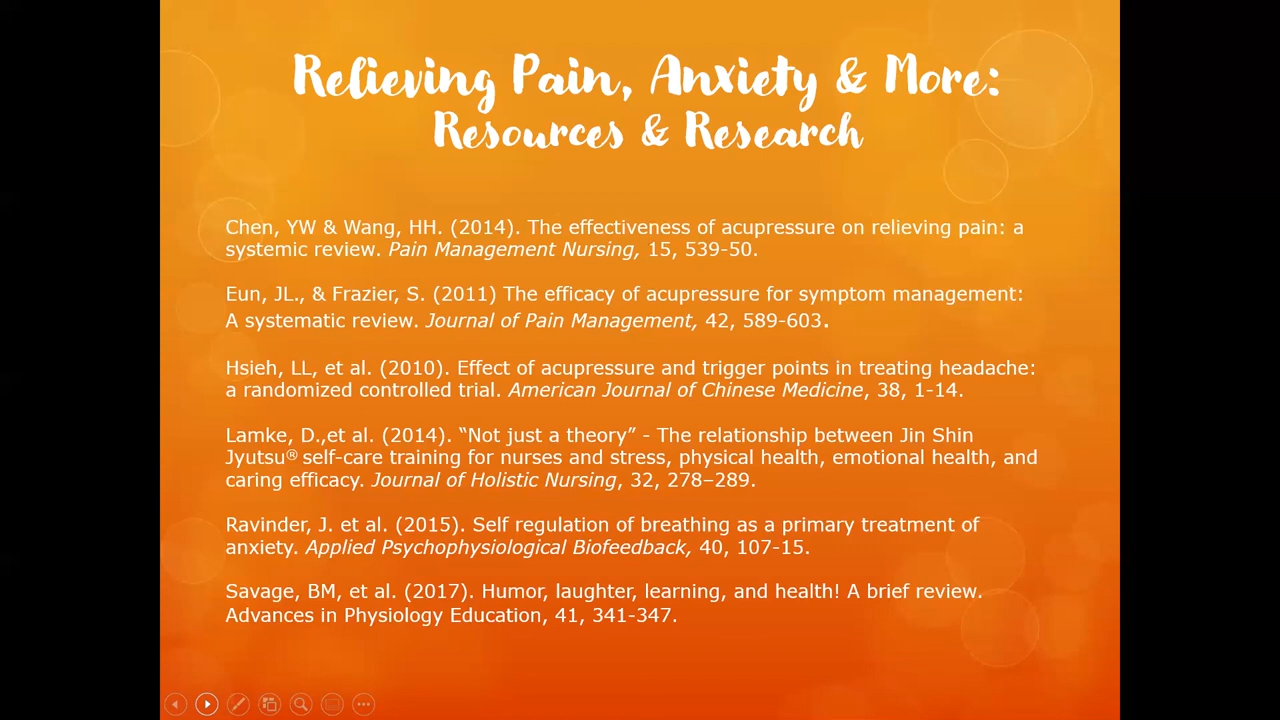 Relieving Pain, Anxiety & More:
Resources & Research
Chen, YW & Wang, HH. (2014). The effectiveness of acupressure on relieving pain: a
systemic review. Pain Management Nursing, 15, 539-50.
Eun, JL., & Frazier, S. (2011) The efficacy of acupressure for symptom management:
A systematic review. Journal of Pain Management, 42, 589-603.
Hsieh, LL, et al. (2010). Effect of acupressure and trigger points in treating headache:
a randomized controlled trial. American Journal of Chinese Medicine, 38, 1-14.
Lamke, D.,et al. (2014). “Not just a theory” - The relationship between Jin Shin
Jyutsu® self-care training for nurses and stress, physical health, emotional health, and
caring efficacy. Journal of Holistic Nursing, 32, 278–289.
Ravinder, J. et al. (2015). Self regulation of breathing as a primary treatment of
anxiety. Applied Psychophysiological Biofeedback, 40, 107-15.
Savage, BM, et al. (2017). Humor, laughter, learning, and health! A brief review.
Advances in Physiology Education, 41, 341-347.